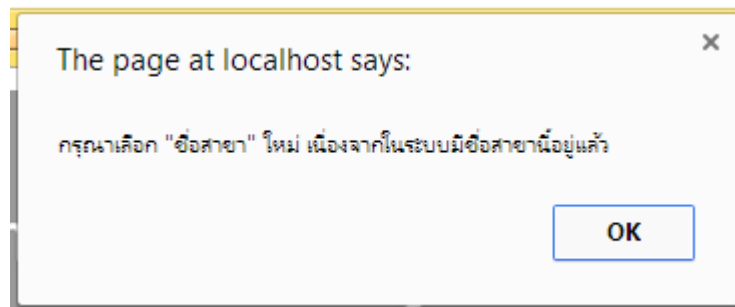 The page at localhost says:
กรุณาเลือก "ชื่อสาขา" ใหม่ เนื่องจากในระบบมีชื่อสาขานี้อยู่แล้ว
OK